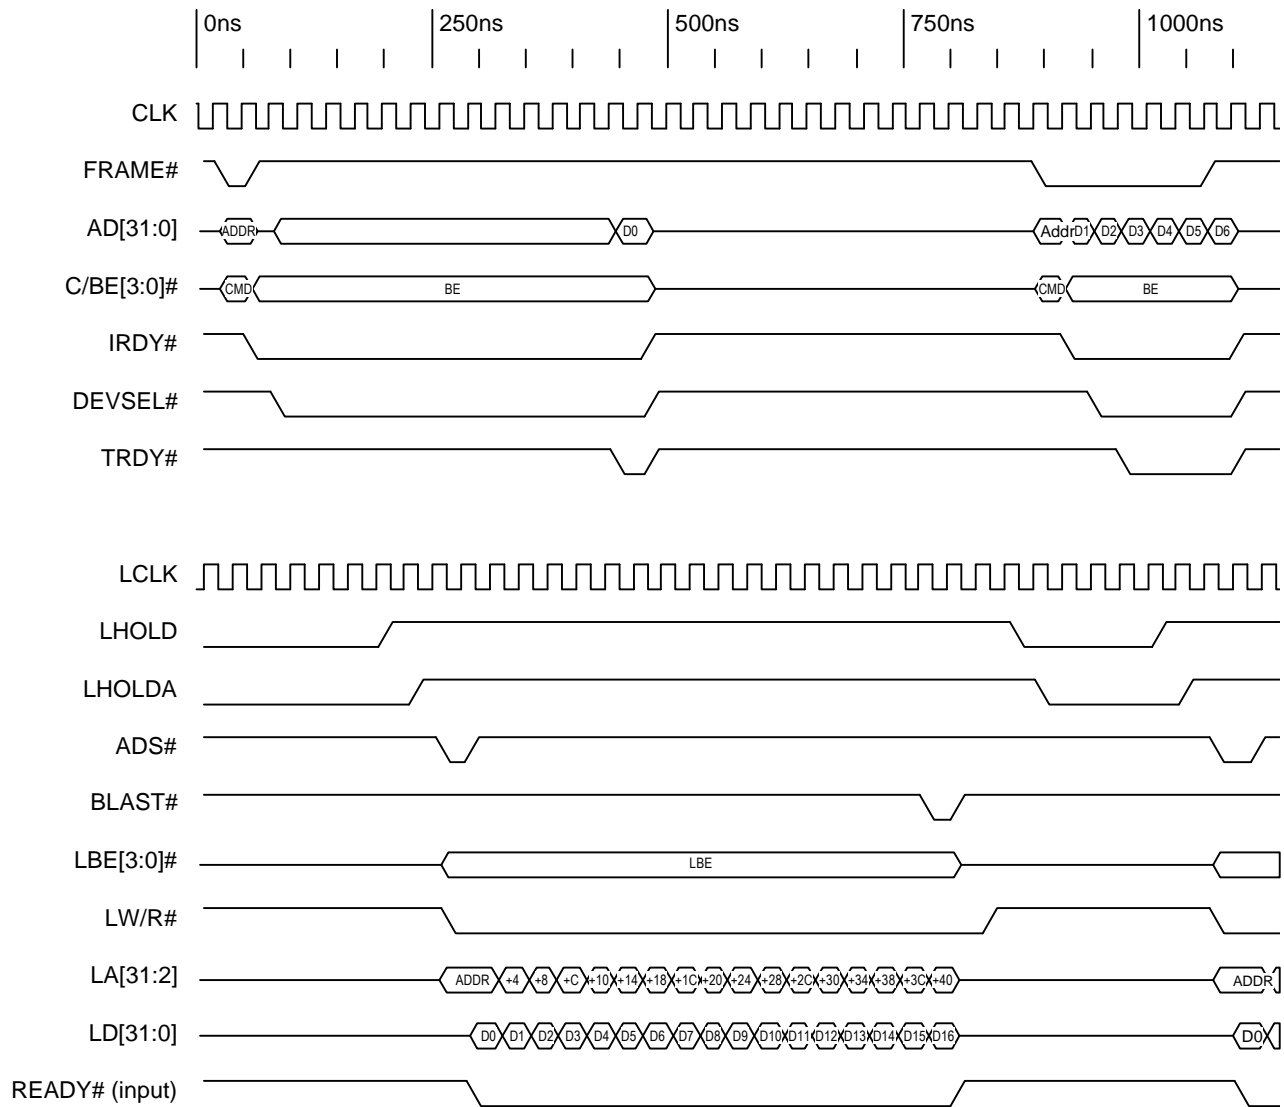 0ns 250ns 500ns 750ns 1000ns
CLK
FRAME#
AD[31:0] ADDR D0 Addr D1 D2 D3 D4 D5 D6
C/BE[3:0]# CMD BE CMD BE
IRDY#
DEVSEL#
TRDY#
LCLK
LHOLD
LHOLDA
ADS#
BLAST#
LBE[3:0]# LBE
LW/R#
LA[31:2] ADDR +4 +8 +C +10 +14 +18 +1C +20 +24 +28 +2C +30 +34 +38 +3C +40 ADDR
LD[31:0] D0 D1 D2 D3 D4 D5 D6 D7 D8 D9 D10 D11 D12 D13 D14 D15 D16 D0
READY# (input)